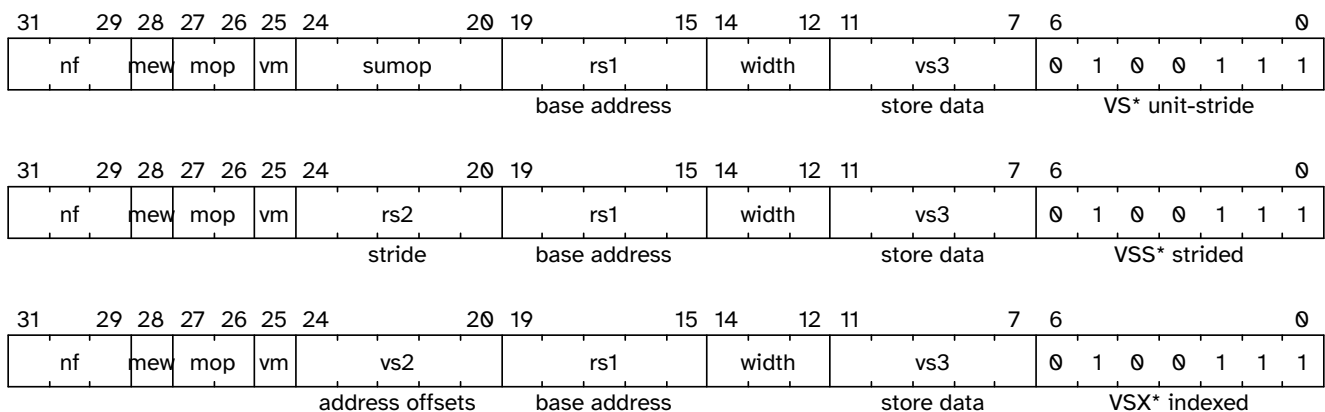 31 29 28 27 26 25 24 20 19 15 14 12 11 7 6 0
nf mew mop vm sumop rs1 width vs3 0 1 0 0 1 1 1
base address store data VS* unit-stride
31 29 28 27 26 25 24 20 19 15 14 12 11 7 6 0
nf mew mop vm rs2 rs1 width vs3 0 1 0 0 1 1 1
stride base address store data VSS* strided
31 29 28 27 26 25 24 20 19 15 14 12 11 7 6 0
nf mew mop vm vs2 rs1 width vs3 0 1 0 0 1 1 1
address offsets base address store data VSX* indexed